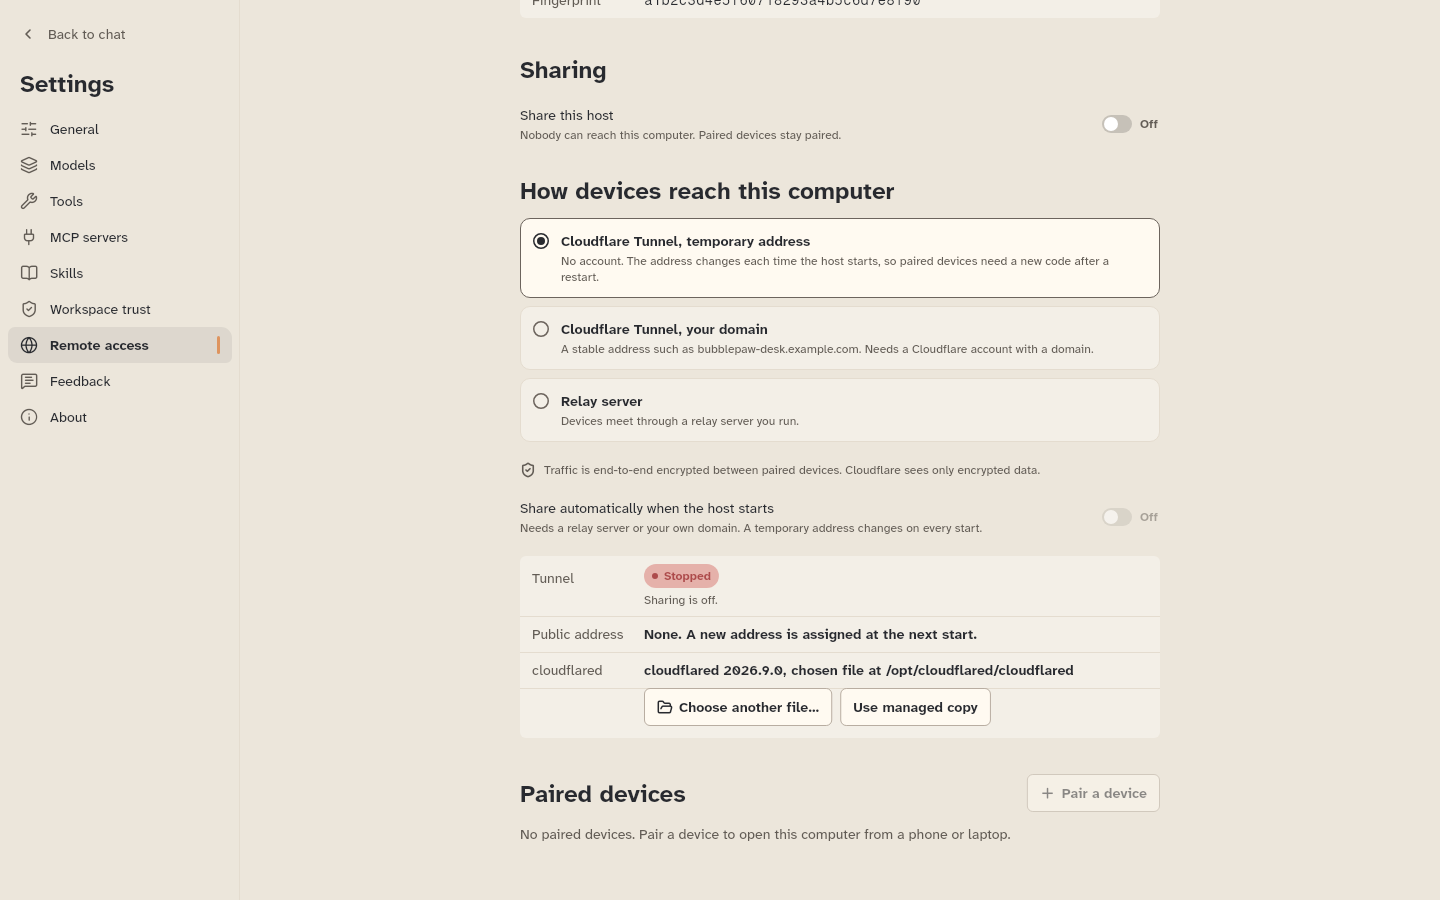 Back to chat
Settings
General
Models
Tools
MCP servers
Skills
Workspace trust
Remote access
Feedback
About
Fingerprint
Sharing
Share this host
Nobody can reach this computer. Paired devices stay paired.
Off
How devices reach this computer
Cloudflare Tunnel, temporary address
No account. The address changes each time the host starts, so paired devices need a new code after a
restart.
Cloudflare Tunnel, your domain
A stable address such as bubblepaw-desk.example.com. Needs a Cloudflare account with a domain.
Relay server
Devices meet through a relay server you run.
Traffic is end-to-end encrypted between paired devices. Cloudflare sees only encrypted data.
Share automatically when the host starts
Needs a relay server or your own domain. A temporary address changes on every start.
Off
Tunnel
Stopped
Sharing is off.
Public address
None. A new address is assigned at the next start.
cloudflared
cloudflared 2026.9.0, chosen file at /opt/cloudflared/cloudflared
Choose another file...
Use managed copy
Paired devices
Pair a device
No paired devices. Pair a device to open this computer from a phone or laptop.